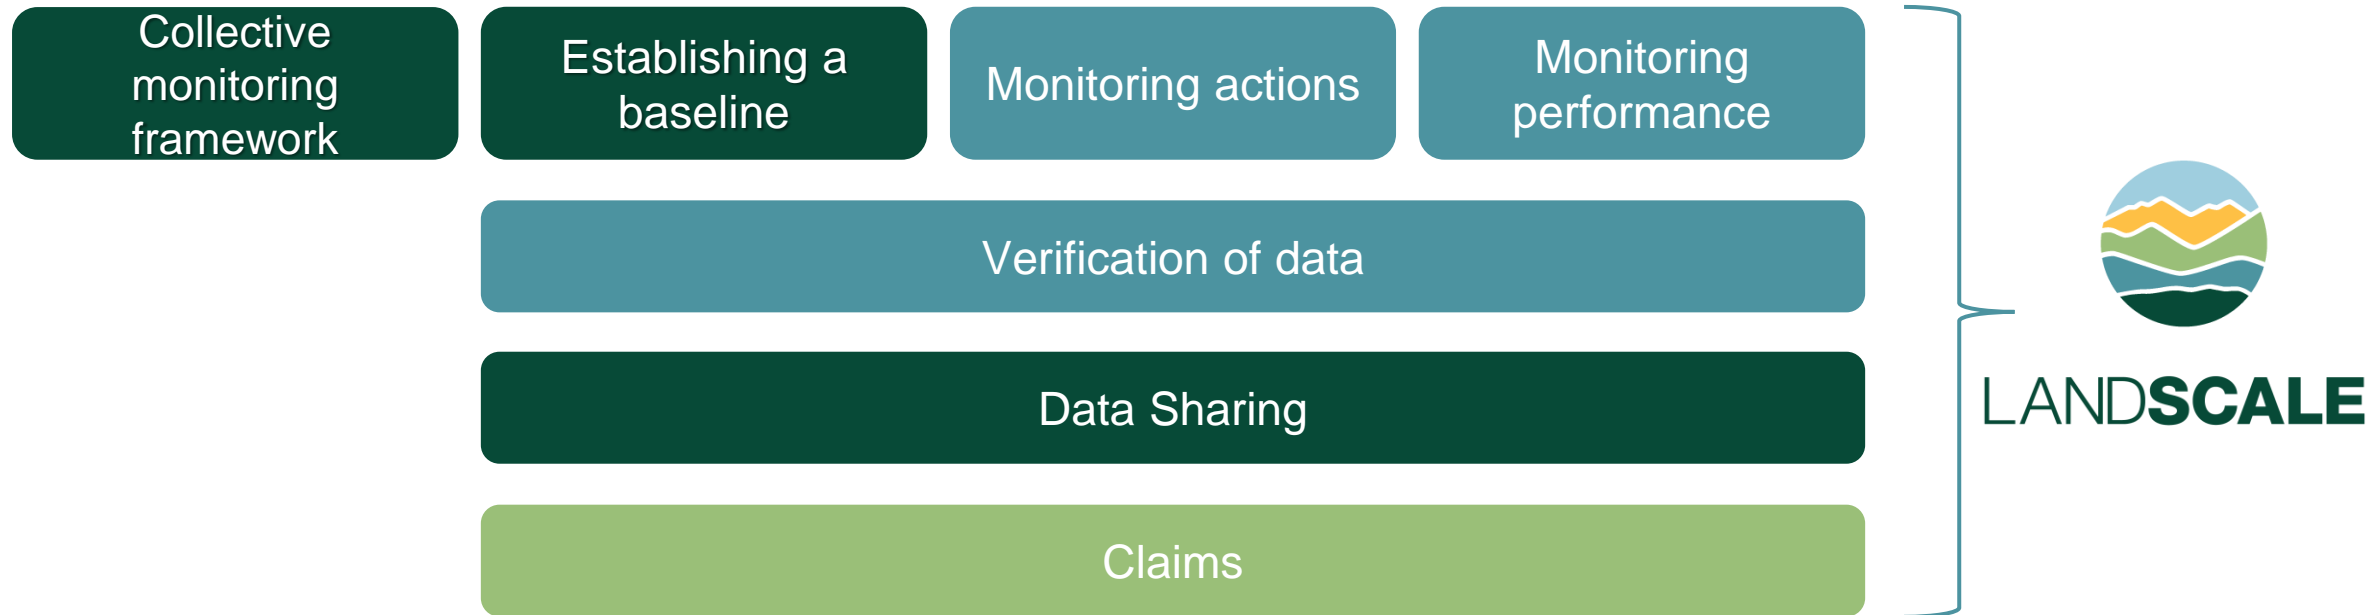 Collective
monitoring
framework
Establishing a
baseline
Monitoring actions
Monitoring
performance
Verification of data
Data Sharing
Claims
LANDSCALE